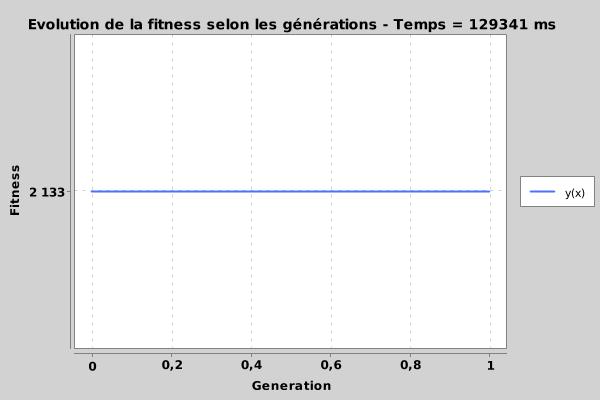 Evolution de la fitness selon les générations - Temps = 129341 ms
Fitness
2 133
y(x)
0
0,2
0,4
0,6
0,8
1
Generation